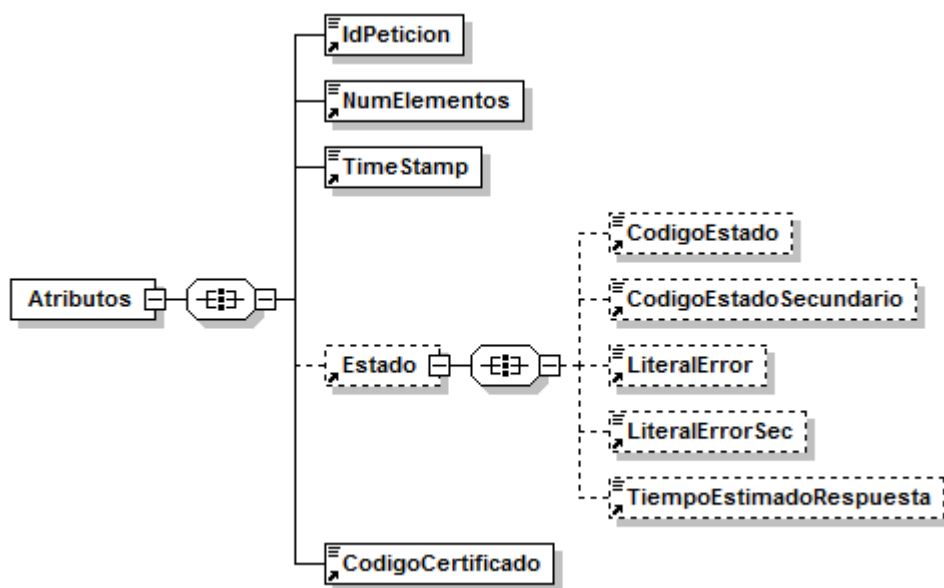 IdPeticion
NumElementos
TimeStamp
CodigoEstado
Atributos
CodigoEstadoSecundario
Estado
LiteralError
LiteralErrorSec
TiempoEstimadoRespuesta
CodigoCertificado